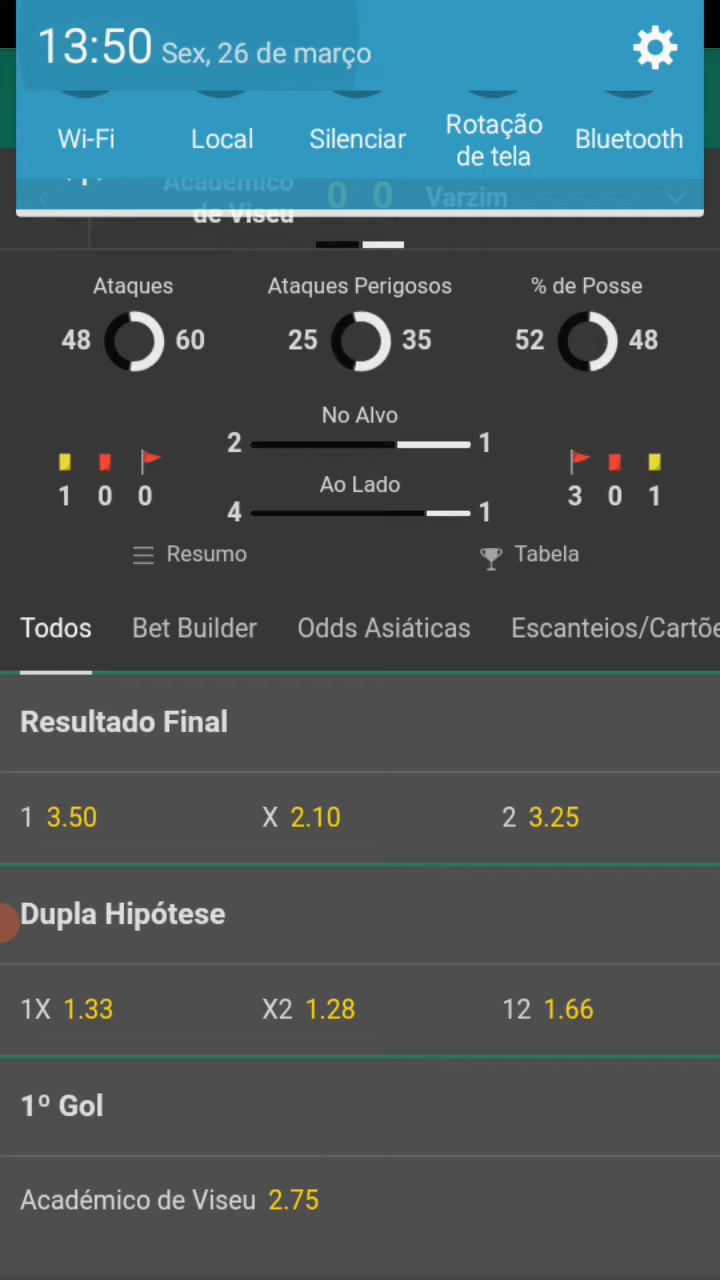 13:50 Sex, 26 de março
Wi-Fi Local Silenciar Rotação de tela Bluetooth
Académico de Viseu 0 0 Varzim
Ataques Ataques Perigosos % de Posse
48 60 25 35 52 48
No Alvo
2 1
Ao Lado
4 1
1 0 0 3 0 1
Resumo Tabela
Todos Bet Builder Odds Asiáticas Escanteios/Cartõe
Resultado Final
1 3.50 X 2.10 2 3.25
Dupla Hipótese
1X 1.33 X2 1.28 12 1.66
1º Gol
Académico de Viseu 2.75